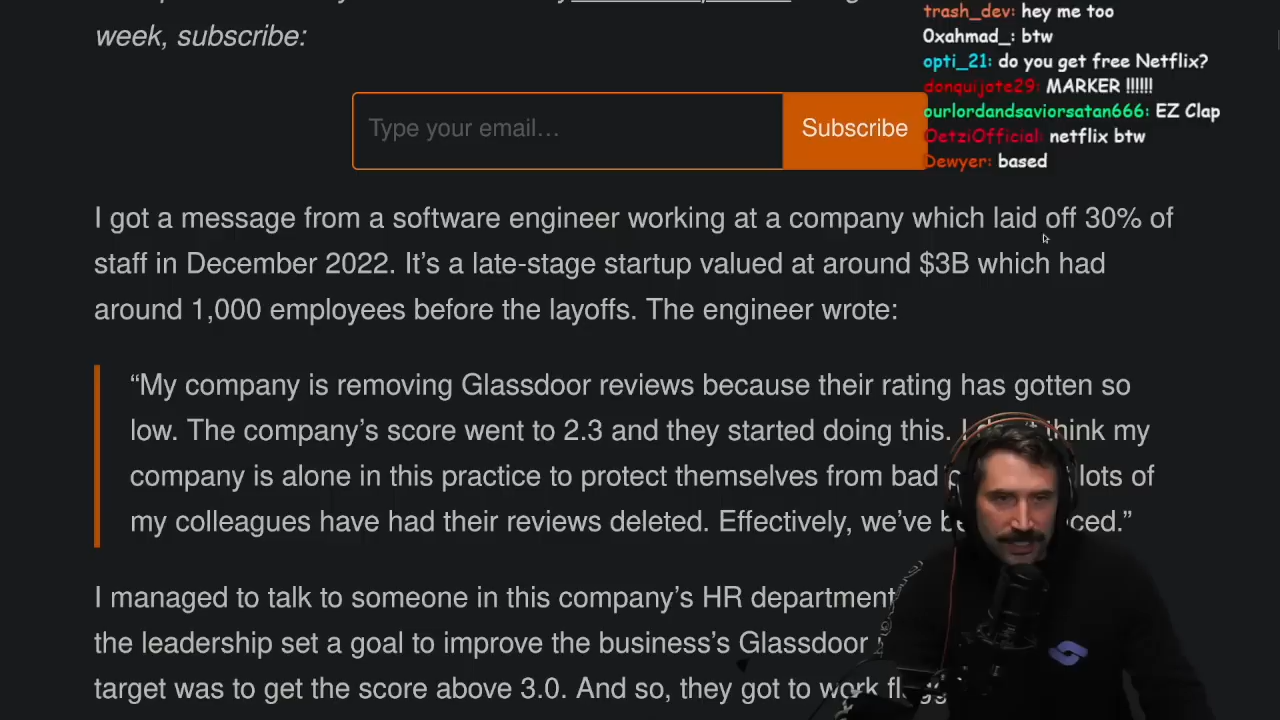 week, subscribe:
Type your email…
Subscribe
trash_dev: hey me too
0xahmad_: btw
opti_21: do you get free Netflix?
donquijote29: MARKER !!!!!!
ourlordandsaviorsatan666: EZ Clap
OetziOfficial: netflix btw
Dewyer: based
I got a message from a software engineer working at a company which laid off 30% of
staff in December 2022. It’s a late-stage startup valued at around $3B which had
around 1,000 employees before the layoffs. The engineer wrote:
“My company is removing Glassdoor reviews because their rating has gotten so
low. The company’s score went to 2.3 and they started doing this. I think my
company is alone in this practice to protect themselves from bad lots of
my colleagues have had their reviews deleted. Effectively, we’ve
I managed to talk to someone in this company’s HR department
the leadership set a goal to improve the business’s Glassdoor
target was to get the score above 3.0. And so, they got to work